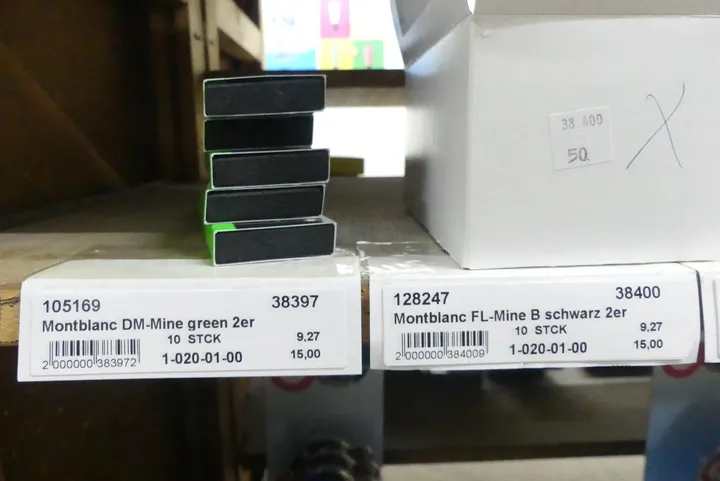 38 400
50
X
105169 38397
Montblanc DM-Mine green 2er
10 STCK 9,27
2 000000 383972 1-020-01-00 15,00
128247 38400
Montblanc FL-Mine B schwarz 2er
10 STCK 9,27
2 000000 384009 1-020-01-00 15,00